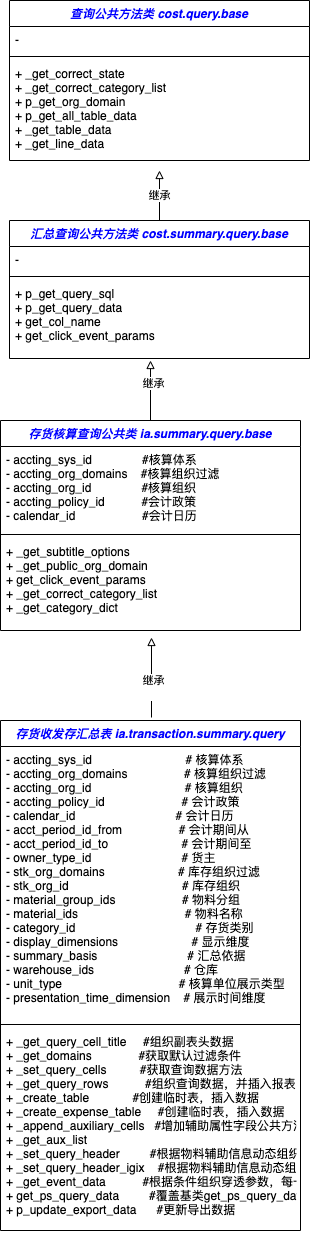 查询公共方法类 cost.query.base
-
+ _get_correct_state
+ _get_correct_category_list
+ p_get_org_domain
+ p_get_all_table_data
+ _get_table_data
+ _get_line_data
继承
汇总查询公共方法类 cost.summary.query.base
-
+ p_get_query_sql
+ p_get_query_data
+ get_col_name
+ get_click_event_params
继承
存货核算查询公共类 ia.summary.query.base
- accting_sys_id #核算体系
- accting_org_domains #核算组织过滤
- accting_org_id #核算组织
- accting_policy_id #会计政策
- calendar_id #会计日历
+ _get_subtitle_options
+ _get_public_org_domain
+ get_click_event_params
+ _get_correct_category_list
+ _get_category_dict
继承
存货收发存汇总表 ia.transaction.summary.query
- accting_sys_id # 核算体系
- accting_org_domains # 核算组织过滤
- accting_org_id # 核算组织
- accting_policy_id # 会计政策
- calendar_id # 会计日历
- acct_period_id_from # 会计期间从
- acct_period_id_to # 会计期间至
- owner_type_id # 货主
- stk_org_domains # 库存组织过滤
- stk_org_id # 库存组织
- material_group_ids # 物料分组
- material_ids # 物料名称
- category_id # 存货类别
- display_dimensions # 显示维度
- summary_basis # 汇总依据
- warehouse_ids # 仓库
- unit_type # 核算单位展示类型
- presentation_time_dimension # 展示时间维度
+ _get_query_cell_title #组织副表头数据
+ _get_domains #获取默认过滤条件
+ _set_query_cells #获取查询数据方法
+ _get_query_rows #组织查询数据，并插入报表
+ _create_table #创建临时表，插入数据
+ _create_expense_table #创建临时表，插入数据
+ _append_auxiliary_cells #增加辅助属性字段公共方法
+ _get_aux_list
+ _set_query_header #根据物料辅助信息动态组织
+ _set_query_header_igix #根据物料辅助信息动态组
+ _get_event_data #根据条件组织穿透参数，每一
+ get_ps_query_data #覆盖基类get_ps_query_da
+ p_update_export_data #更新导出数据